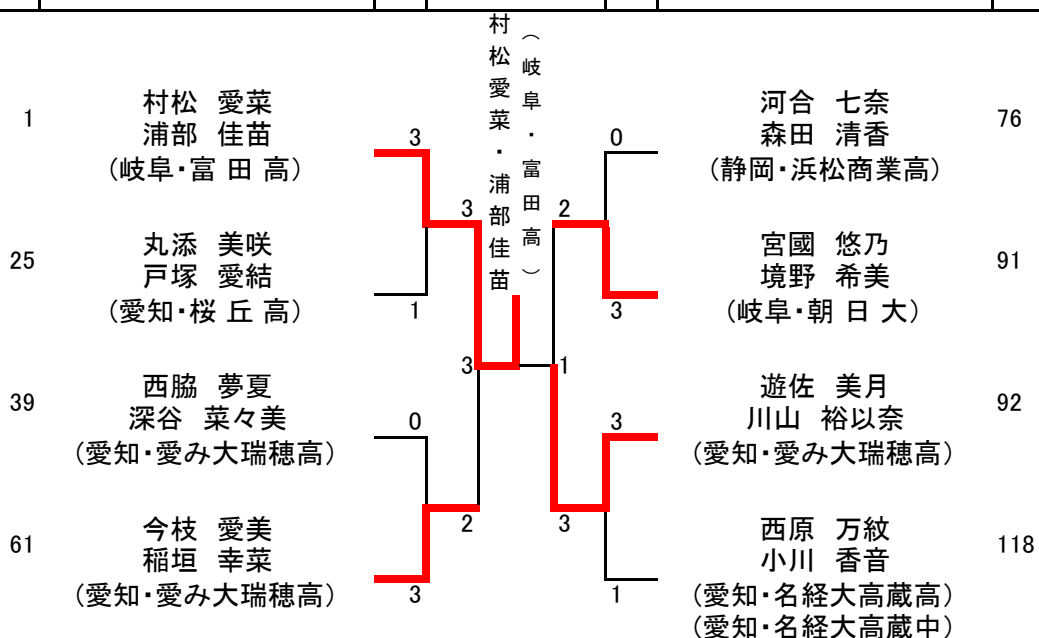 (岐阜・富田高)
村松愛菜・浦部佳苗
1
村松 愛菜
浦部 佳苗
(岐阜・富 田 高)
3
25
丸添 美咲
戸塚 愛結
(愛知・桜 丘 高)
1
3
39
西脇 夢夏
深谷 菜々美
(愛知・愛み大瑞穂高)
0
61
今枝 愛美
稲垣 幸菜
(愛知・愛み大瑞穂高)
3
2
3
1
河合 七奈
森田 清香
(静岡・浜松商業高)
76
0
宮國 悠乃
境野 希美
(岐阜・朝 日 大)
91
3
2
遊佐 美月
川山 裕以奈
(愛知・愛み大瑞穂高)
92
3
西原 万紋
小川 香音
(愛知・名経大高蔵高)
(愛知・名経大高蔵中)
118
1
3